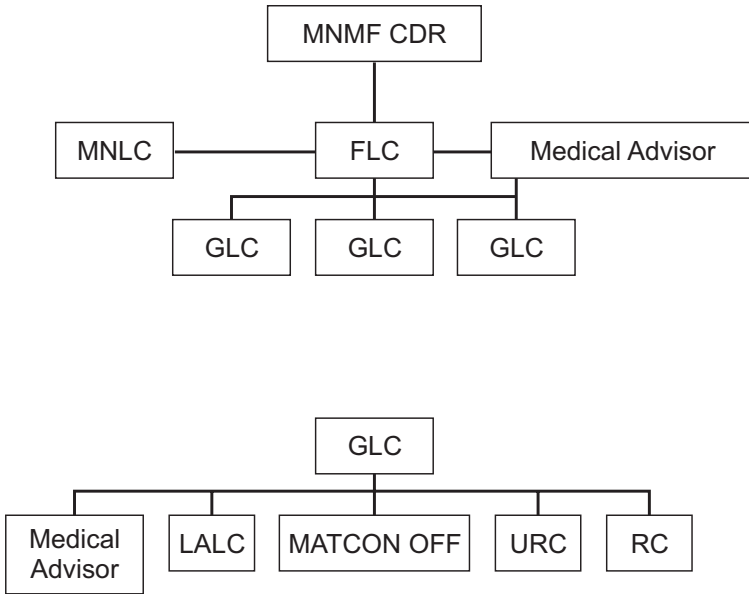 MNMF CDR
MNLC
FLC
Medical Advisor
GLC
GLC
GLC
GLC
Medical
Advisor
LALC
MATCON OFF
URC
RC